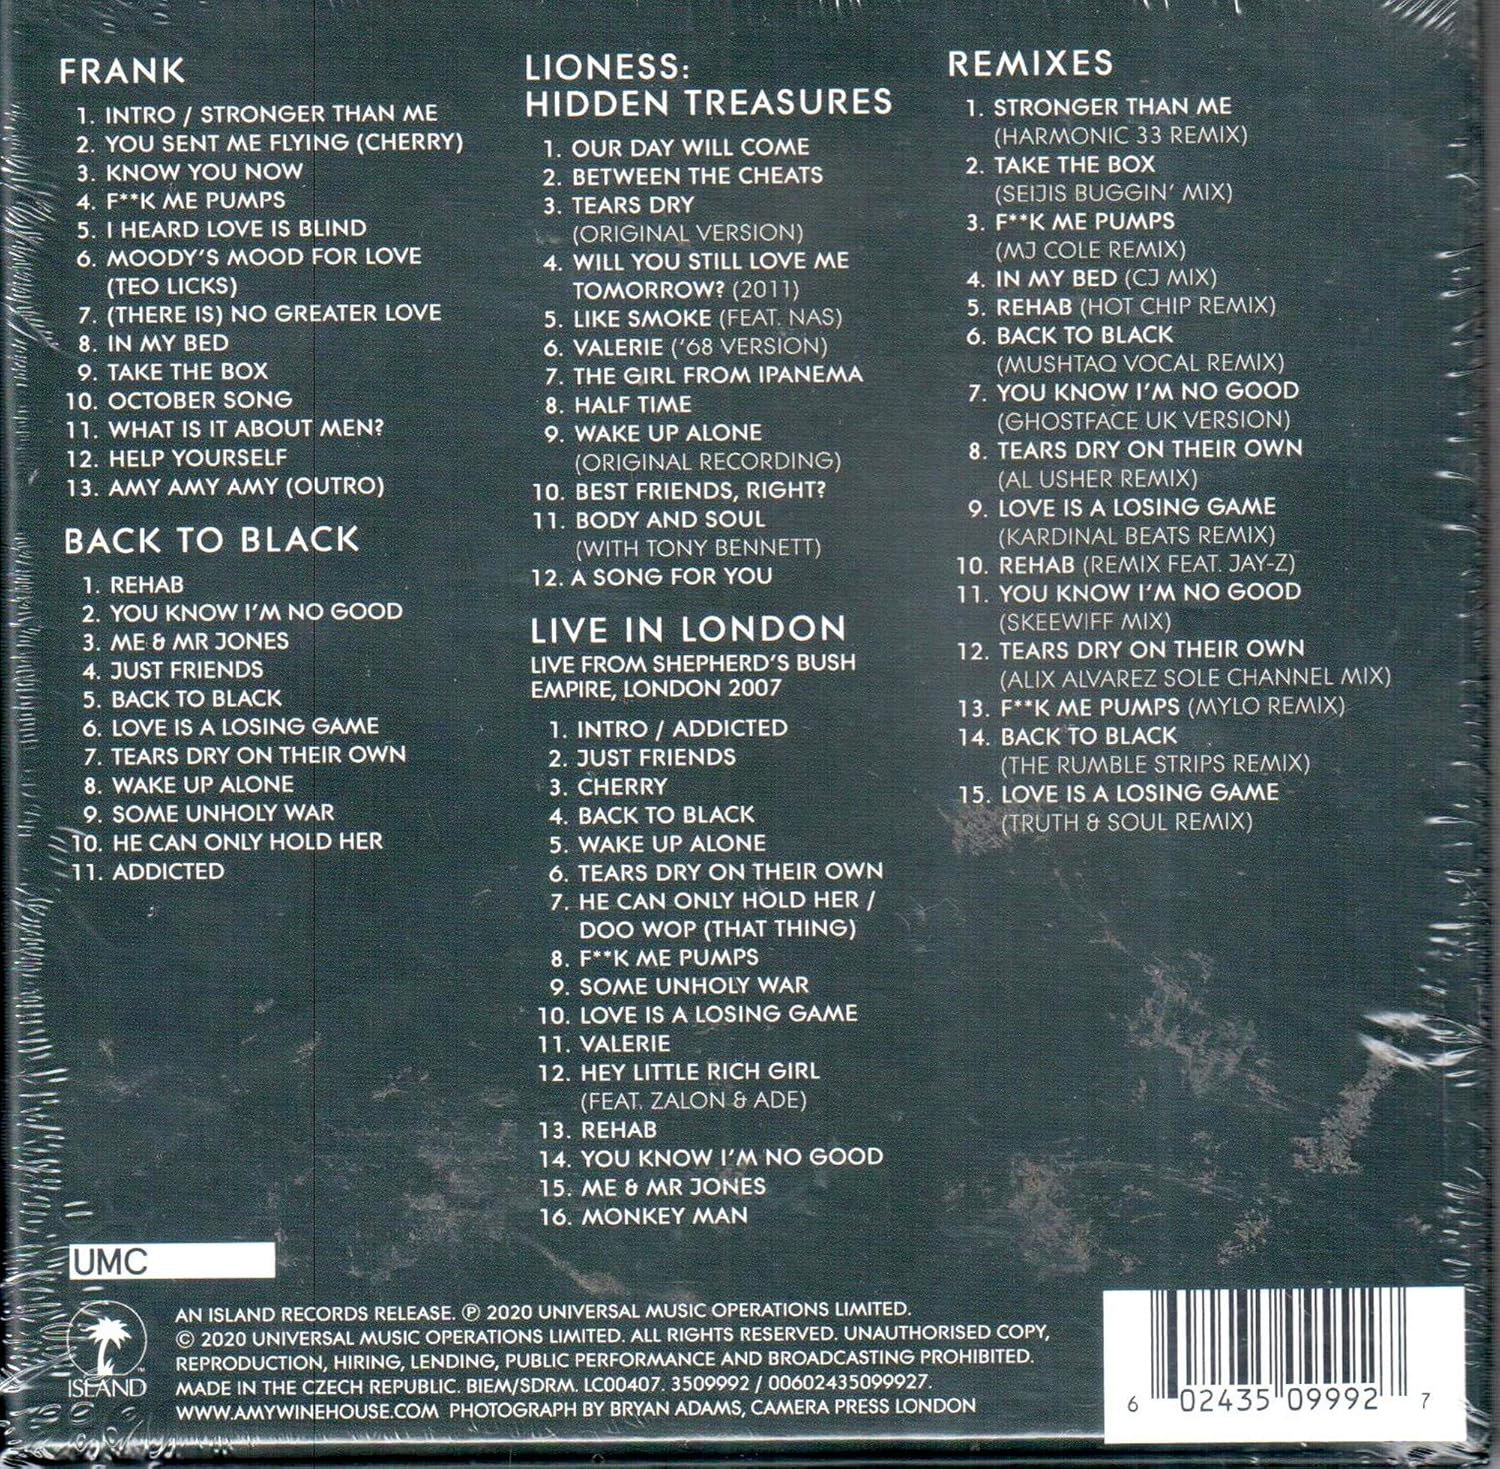 FRANK
1. INTRO / STRONGER THAN ME
2. YOU SENT ME FLYING (CHERRY)
3. KNOW YOU NOW
4. F**K ME PUMPS
5. I HEARD LOVE IS BLIND
6. MOODY'S MOOD FOR LOVE
(TEO LICKS)
7. (THERE IS) NO GREATER LOVE
8. IN MY BED
9. TAKE THE BOX
10. OCTOBER SONG
11. WHAT IS IT ABOUT MEN?
12. HELP YOURSELF
13. AMY AMY AMY (OUTRO)
BACK TO BLACK
1. REHAB
2. YOU KNOW I'M NO GOOD
3. ME & MR JONES
4. JUST FRIENDS
5. BACK TO BLACK
6. LOVE IS A LOSING GAME
7. TEARS DRY ON THEIR OWN
8. WAKE UP ALONE
9. SOME UNHOLY WAR
10. HE CAN ONLY HOLD HER
11. ADDICTED
LIONESS:
HIDDEN TREASURES
1. OUR DAY WILL COME
2. BETWEEN THE CHEATS
3. TEARS DRY
(ORIGINAL VERSION)
4. WILL YOU STILL LOVE ME
TOMORROW? (2011)
5. LIKE SMOKE (FEAT. NAS)
6. VALERIE ('68 VERSION)
7. THE GIRL FROM IPANEMA
8. HALF TIME
9. WAKE UP ALONE
(ORIGINAL RECORDING)
10. BEST FRIENDS, RIGHT?
11. BODY AND SOUL
(WITH TONY BENNETT)
12. A SONG FOR YOU
LIVE IN LONDON
LIVE FROM SHEPHERD'S BUSH
EMPIRE, LONDON 2007
1. INTRO / ADDICTED
2. JUST FRIENDS
3. CHERRY
4. BACK TO BLACK
5. WAKE UP ALONE
6. TEARS DRY ON THEIR OWN
7. HE CAN ONLY HOLD HER /
DOO WOP (THAT THING)
8. F**K ME PUMPS
9. SOME UNHOLY WAR
10. LOVE IS A LOSING GAME
11. VALERIE
12. HEY LITTLE RICH GIRL
(FEAT. ZALON & ADE)
13. REHAB
14. YOU KNOW I'M NO GOOD
15. ME & MR JONES
16. MONKEY MAN
REMIXES
1. STRONGER THAN ME
(HARMONIC 33 REMIX)
2. TAKE THE BOX
(SEIJIS BUGGIN' MIX)
3. F**K ME PUMPS
(MJ COLE REMIX)
4. IN MY BED (CJ MIX)
5. REHAB (HOT CHIP REMIX)
6. BACK TO BLACK
(MUSHTAQ VOCAL REMIX)
7. YOU KNOW I'M NO GOOD
(GHOSTFACE UK VERSION)
8. TEARS DRY ON THEIR OWN
(AL USHER REMIX)
9. LOVE IS A LOSING GAME
(KARDINAL BEATS REMIX)
10. REHAB (REMIX FEAT. JAY-Z)
11. YOU KNOW I'M NO GOOD
(SKEEWIFF MIX)
12. TEARS DRY ON THEIR OWN
(ALIX ALVAREZ SOLE CHANNEL MIX)
13. F**K ME PUMPS (MYLO REMIX)
14. BACK TO BLACK
(THE RUMBLE STRIPS REMIX)
15. LOVE IS A LOSING GAME
(TRUTH & SOUL REMIX)
UMC
ISLAND
AN ISLAND RECORDS RELEASE. ℗ 2020 UNIVERSAL MUSIC OPERATIONS LIMITED.
© 2020 UNIVERSAL MUSIC OPERATIONS LIMITED. ALL RIGHTS RESERVED. UNAUTHORISED COPY,
REPRODUCTION, HIRING, LENDING, PUBLIC PERFORMANCE AND BROADCASTING PROHIBITED.
MADE IN THE CZECH REPUBLIC. BIEM/SDRM. LC00407. 3509992 / 00602435099927.
WWW.AMYWINEHOUSE.COM PHOTOGRAPH BY BRYAN ADAMS, CAMERA PRESS LONDON
6 02435 09992 7